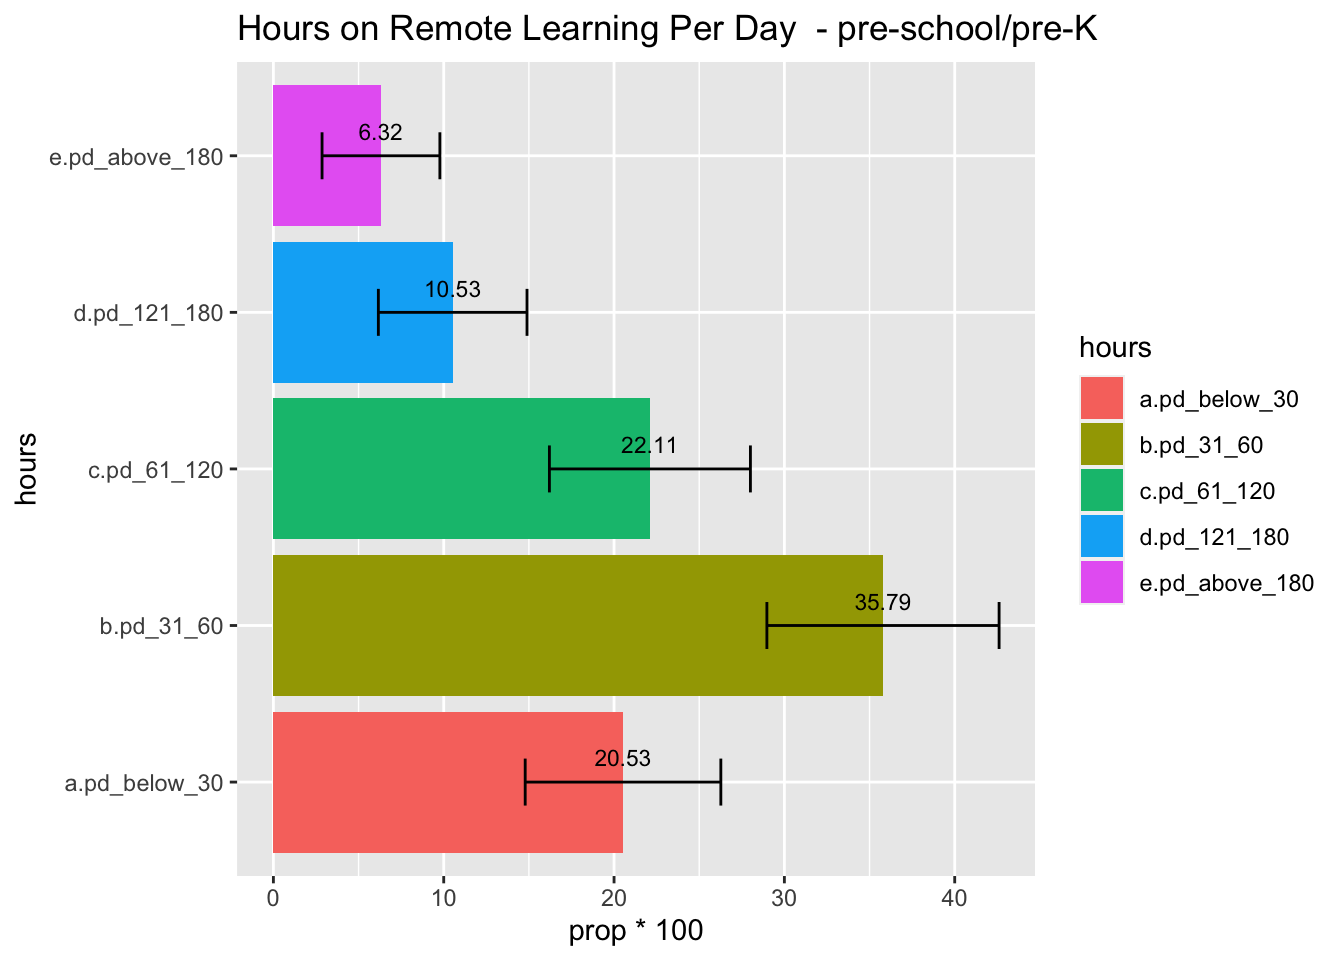 Hours on Remote Learning Per Day  - pre-school/pre-K
e.pd_above_180
6.32
d.pd_121_180
10.53
c.pd_61_120
22.11
b.pd_31_60
35.79
a.pd_below_30
20.53
0 10 20 30 40
prop * 100
hours
hours
a.pd_below_30
b.pd_31_60
c.pd_61_120
d.pd_121_180
e.pd_above_180